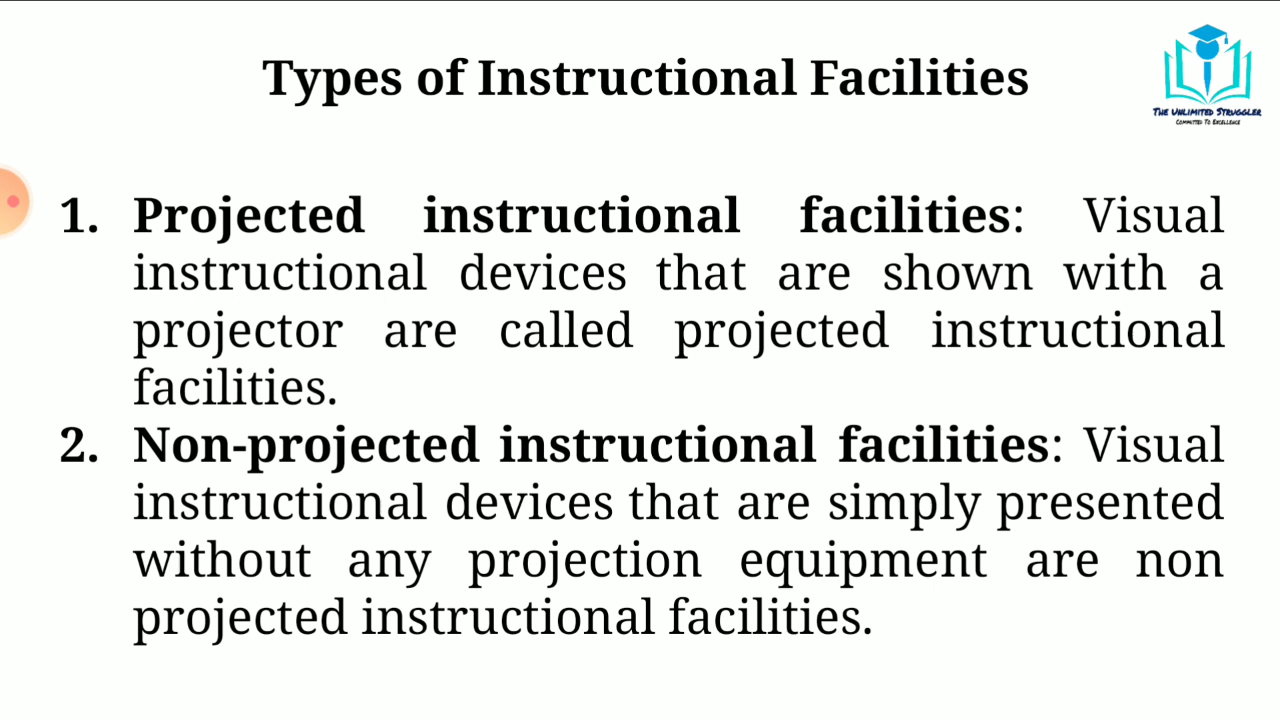 Types of Instructional Facilities
THE UNLIMITED STRUGGLER
COMMITTED TO EXCELLENCE
1. Projected instructional facilities: Visual
instructional devices that are shown with a
projector are called projected instructional
facilities.
2. Non-projected instructional facilities: Visual
instructional devices that are simply presented
without any projection equipment are non
projected instructional facilities.